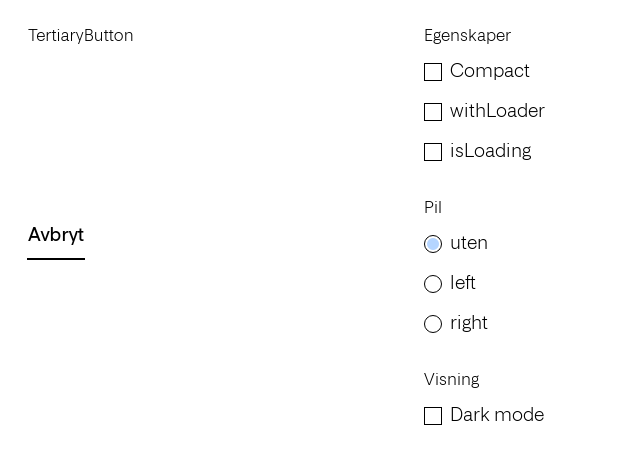 TertiaryButton
Avbryt
Egenskaper
Compact
withLoader
isLoading
Pil
uten
left
right
Visning
Dark mode